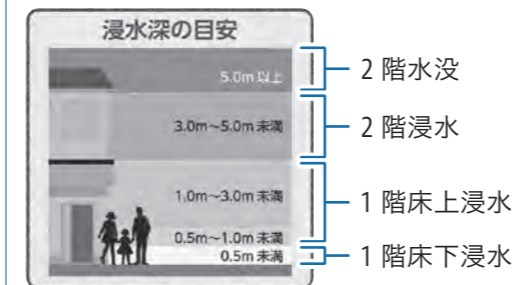 浸水深の目安
5.0m 以上
2 階水没
3.0m～5.0m 未満
2 階浸水
1.0m～3.0m 未満
1 階床上浸水
0.5m～1.0m 未満
0.5m 未満
1 階床下浸水